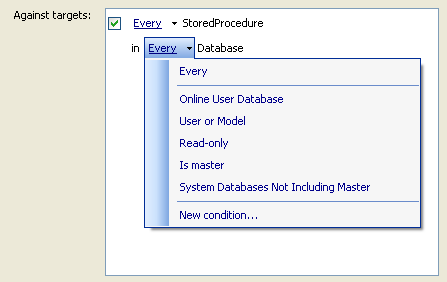 Against targets:
Every StoredProcedure
in Every Database
Every
Online User Database
User or Model
Read-only
Is master
System Databases Not Including Master
New condition...